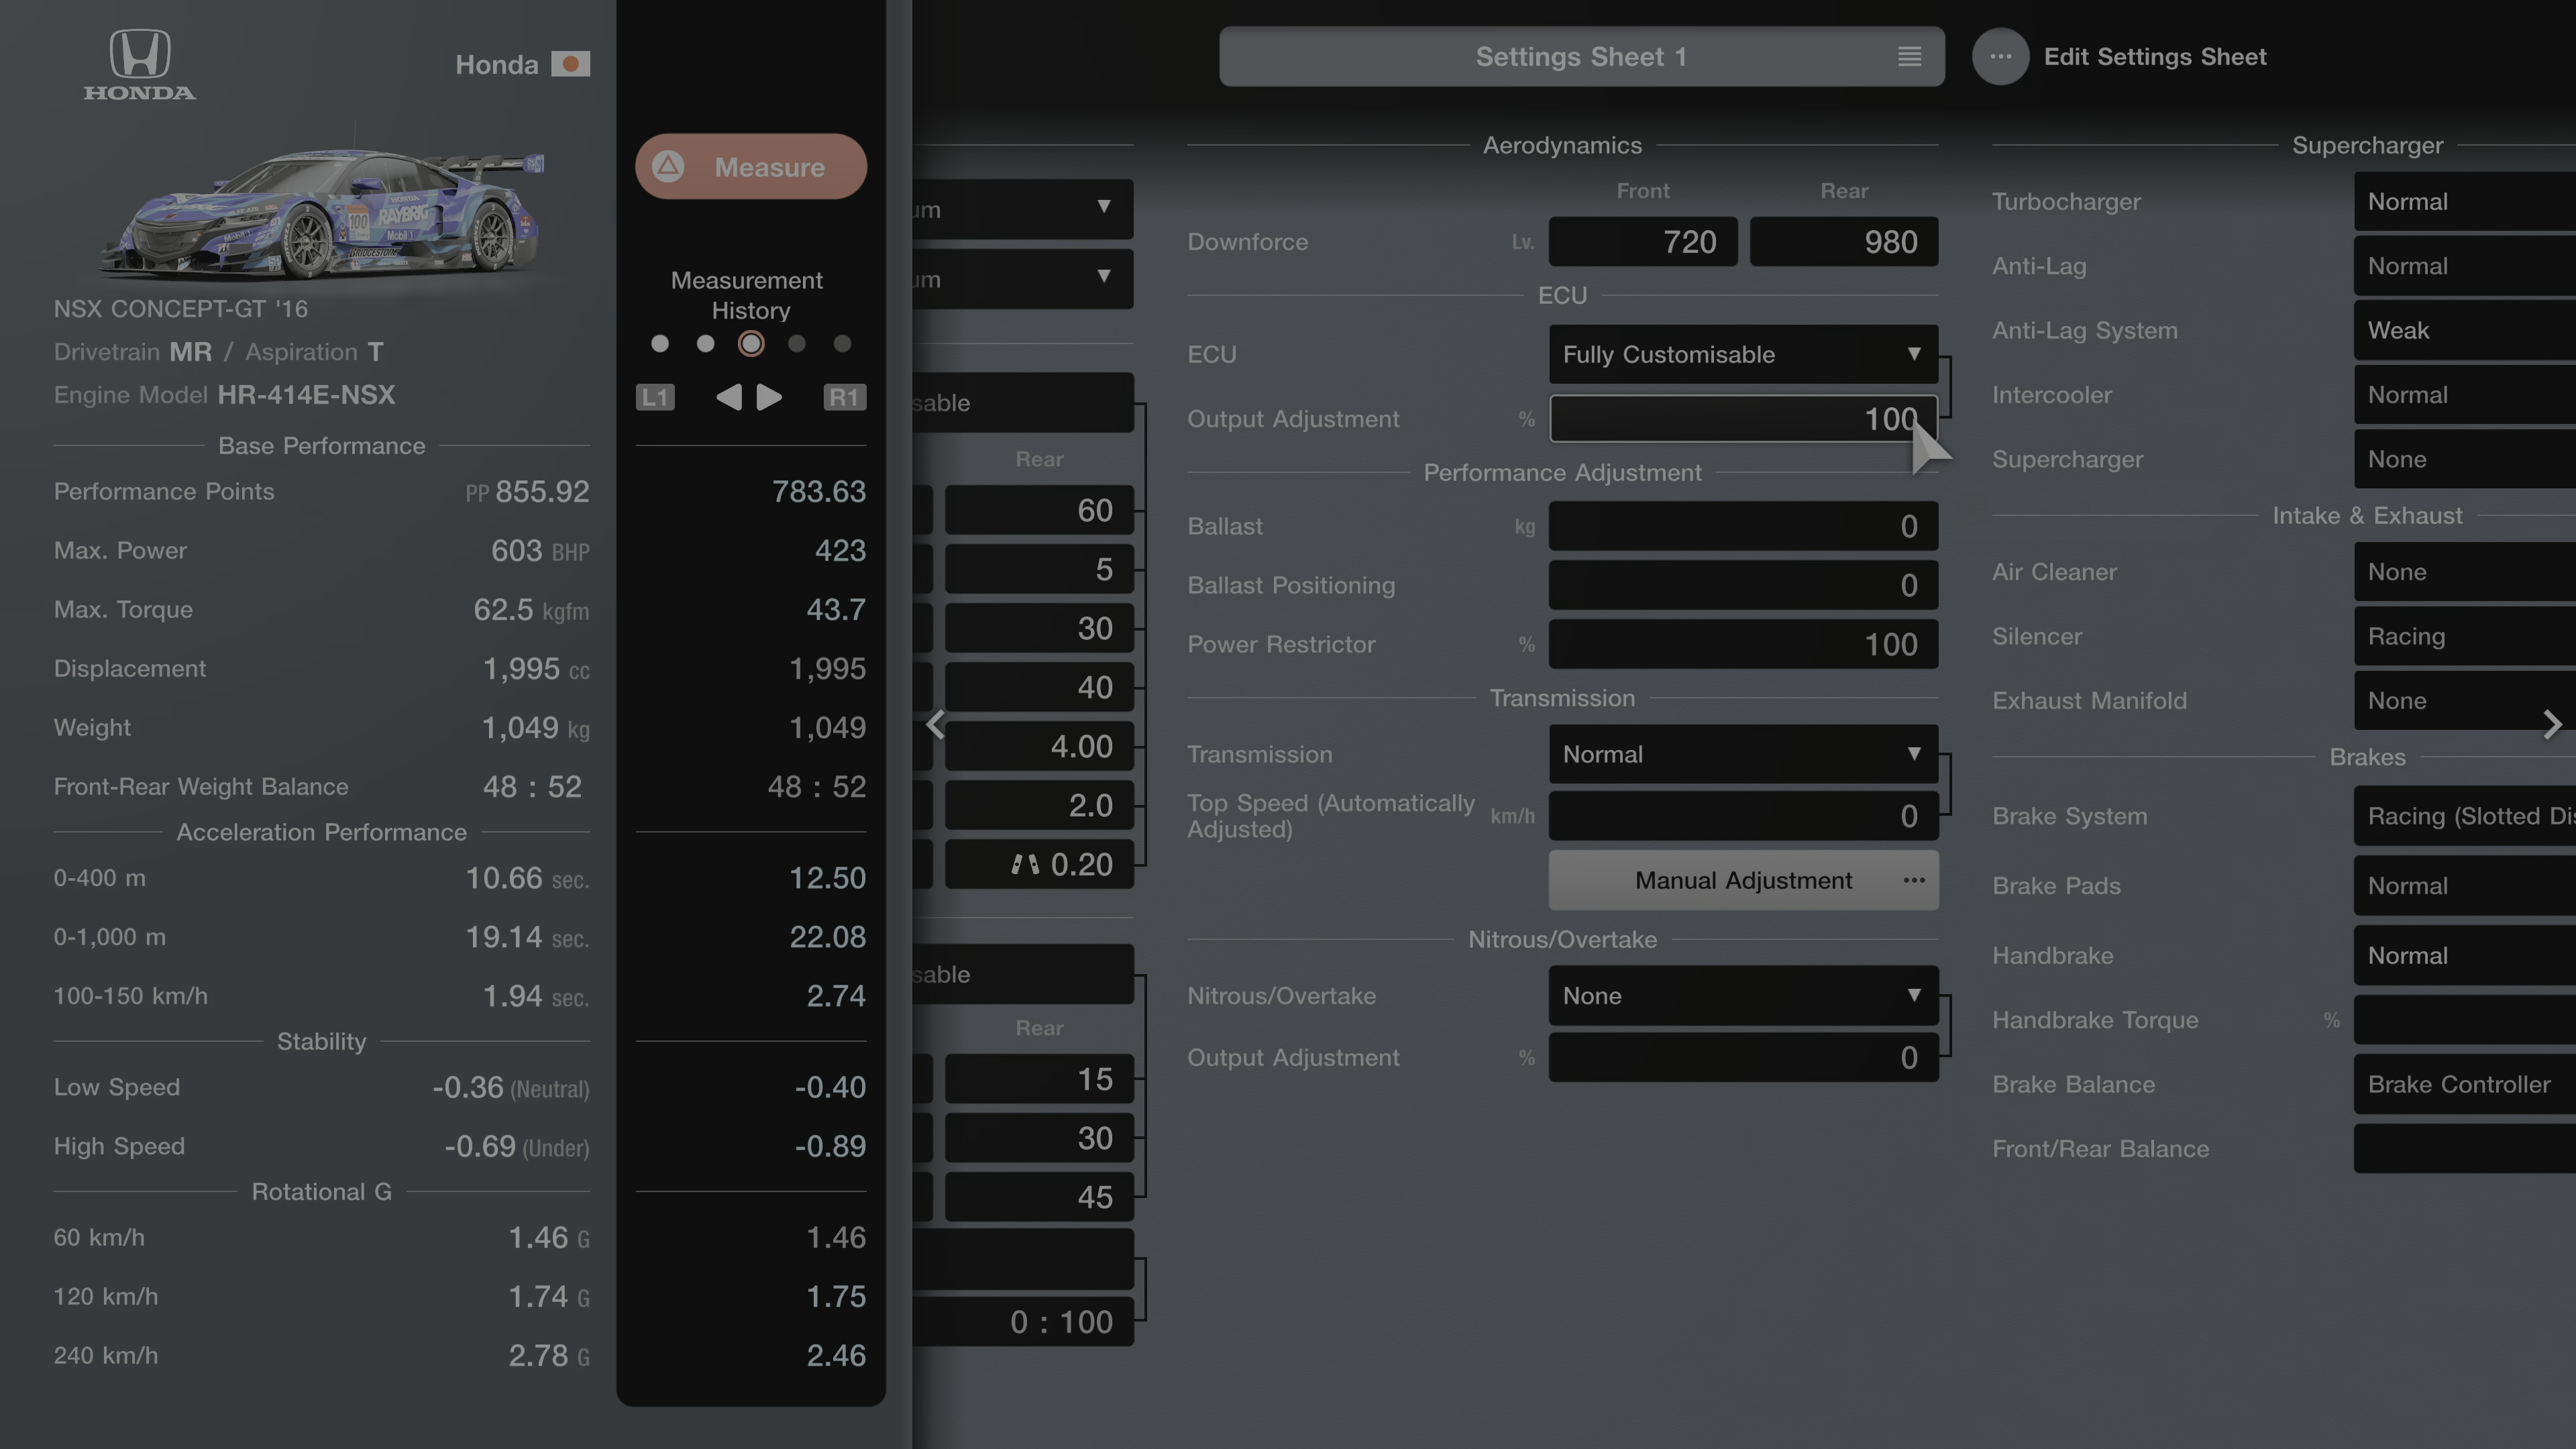 HONDA
Honda
RAYBRIG
100
Mobil 1
BRIDGESTONE
NSX CONCEPT-GT '16
Drivetrain MR / Aspiration T
Engine Model HR-414E-NSX
Base Performance
Performance Points PP 855.92
Max. Power 603 BHP
Max. Torque 62.5 kgfm
Displacement 1,995 cc
Weight 1,049 kg
Front-Rear Weight Balance 48 : 52
Acceleration Performance
0-400 m 10.66 sec.
0-1,000 m 19.14 sec.
100-150 km/h 1.94 sec.
Stability
Low Speed -0.36 (Neutral)
High Speed -0.69 (Under)
Rotational G
60 km/h 1.46 G
120 km/h 1.74 G
240 km/h 2.78 G
Measure
Measurement
History
L1 R1
783.63
423
43.7
1,995
1,049
48 : 52
12.50
22.08
2.74
-0.40
-0.89
1.46
1.75
2.46
Settings Sheet 1
Edit Settings Sheet
um
um
sable
Rear
60
5
30
40
4.00
2.0
0.20
sable
Rear
15
30
45
0 : 100
Aerodynamics
Front Rear
Downforce Lv. 720 980
ECU
ECU Fully Customisable
Output Adjustment % 100
Performance Adjustment
Ballast kg 0
Ballast Positioning 0
Power Restrictor % 100
Transmission
Transmission Normal
Top Speed (Automatically
Adjusted) km/h 0
Manual Adjustment
Nitrous/Overtake
Nitrous/Overtake None
Output Adjustment % 0
Supercharger
Turbocharger Normal
Anti-Lag Normal
Anti-Lag System Weak
Intercooler Normal
Supercharger None
Intake & Exhaust
Air Cleaner None
Silencer Racing
Exhaust Manifold None
Brakes
Brake System Racing (Slotted Dis
Brake Pads Normal
Handbrake Normal
Handbrake Torque %
Brake Balance Brake Controller
Front/Rear Balance